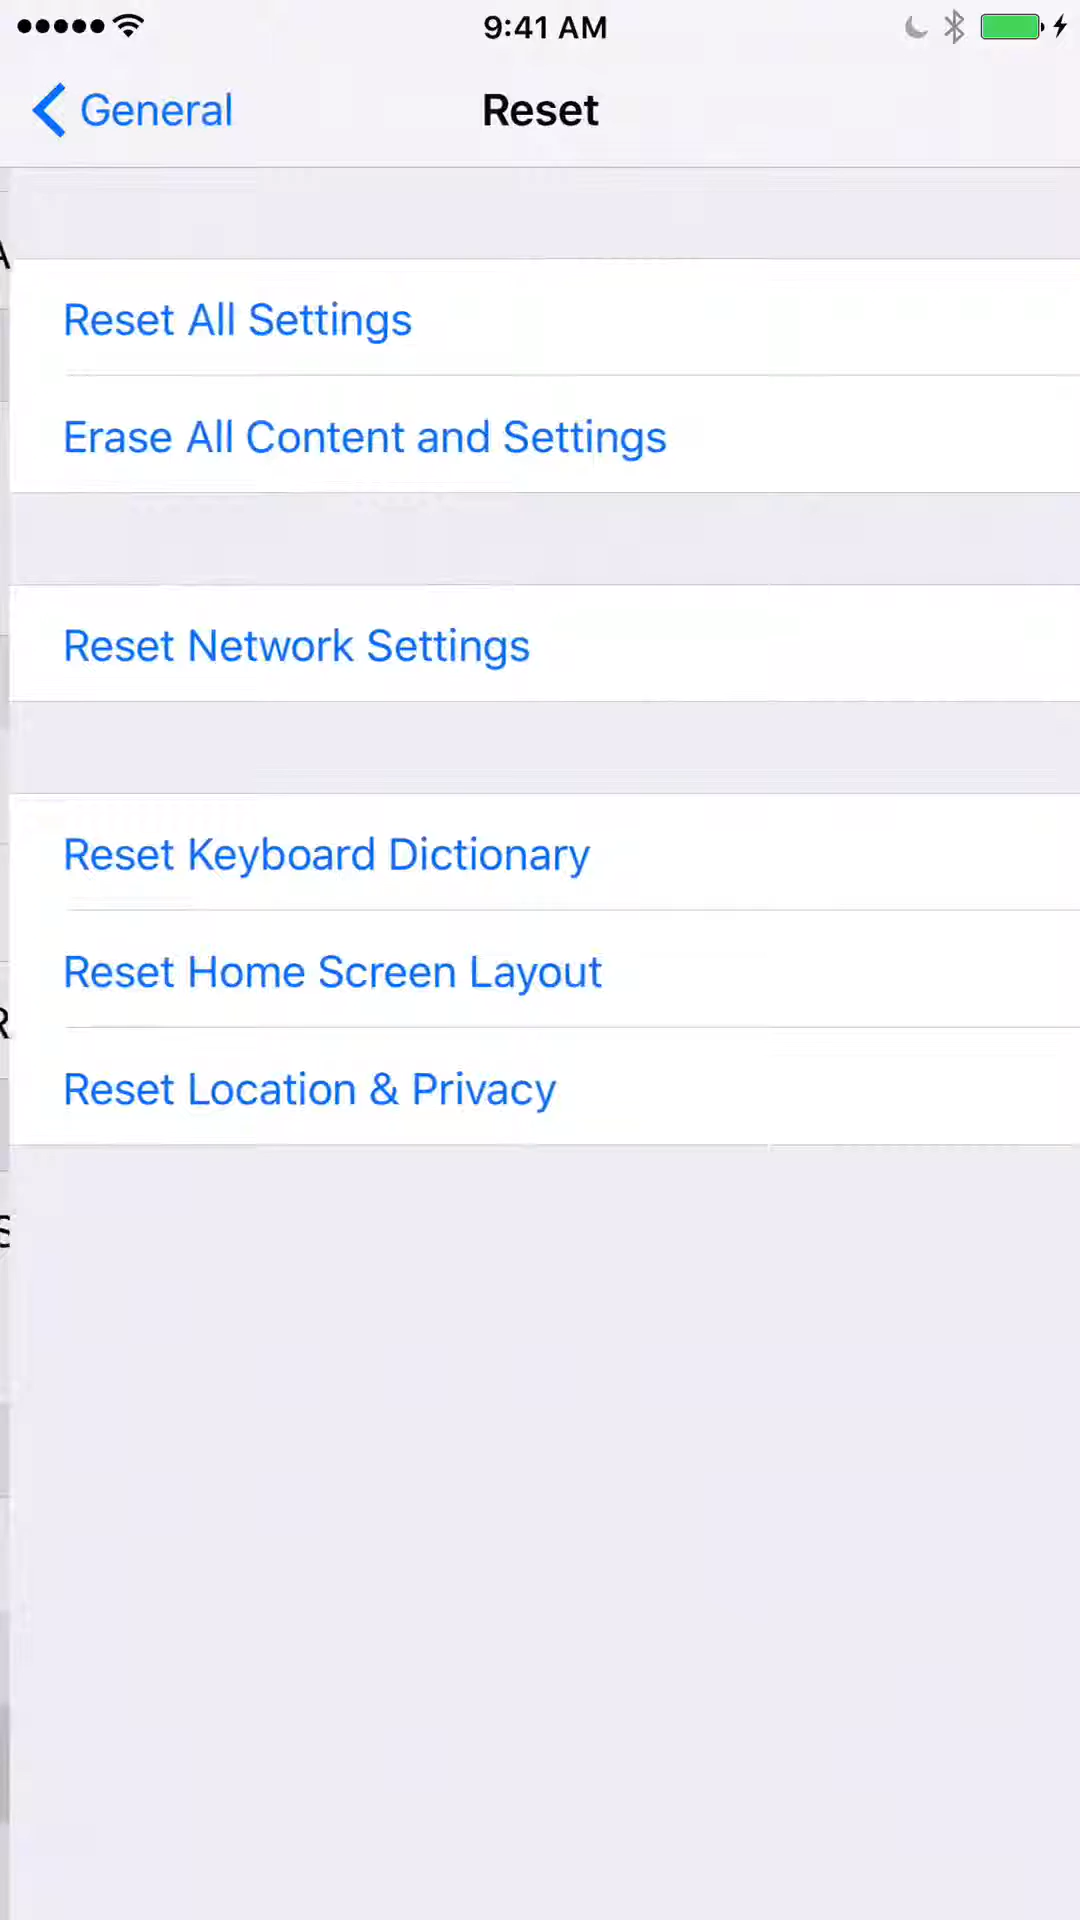 9:41 AM
General
Reset
A
Reset All Settings
Erase All Content and Settings
Reset Network Settings
Reset Keyboard Dictionary
Reset Home Screen Layout
R
Reset Location & Privacy
S